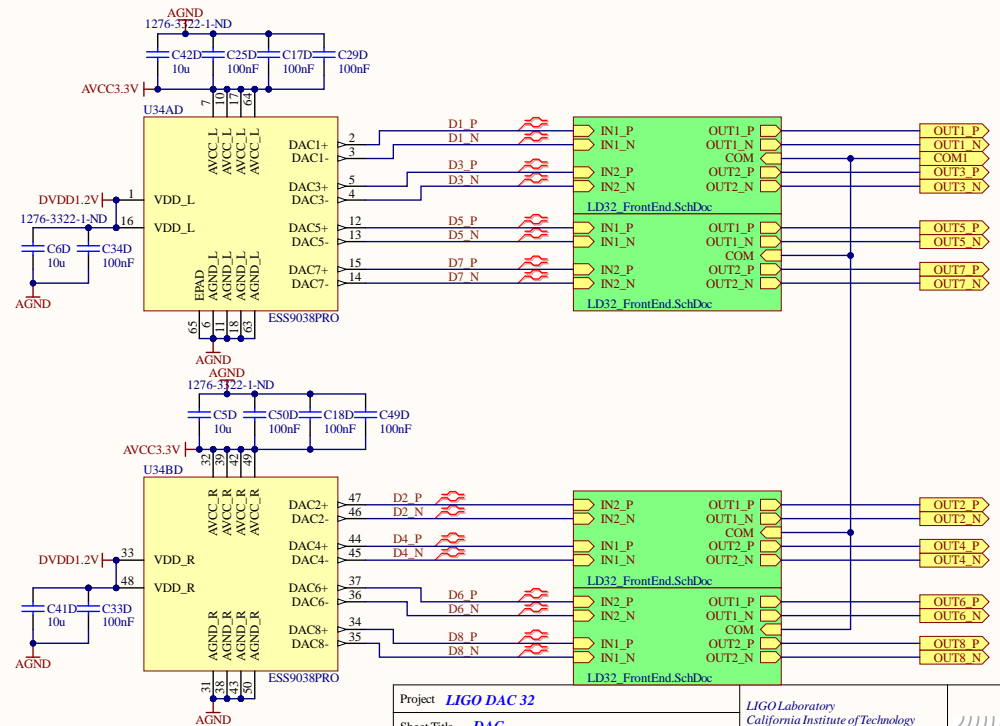 AGND
1276-3322-1-ND
C42D C25D C17D C29D
10u 100nF 100nF 100nF
AVCC3.3V
7 10 17 64
U34AD
AVCC_L AVCC_L AVCC_L AVCC_L
DAC1+ 2 D1_P IN1_P OUT1_P OUT1_P
DAC1- 3 D1_N IN1_N OUT1_N OUT1_N
COM COM1
DAC3+ 5 D3_P IN2_P OUT2_P OUT3_P
DAC3- 4 D3_N IN2_N OUT2_N OUT3_N
LD32_FrontEnd.SchDoc
DVDD1.2V 1 VDD_L
1276-3322-1-ND 16 VDD_L
C6D C34D
10u 100nF
AGND
DAC5+ 12 D5_P IN1_P OUT1_P OUT5_P
DAC5- 13 D5_N IN1_N OUT1_N OUT5_N
COM
DAC7+ 15 D7_P IN2_P OUT2_P OUT7_P
DAC7- 14 D7_N IN2_N OUT2_N OUT7_N
LD32_FrontEnd.SchDoc
EPAD AGND_L AGND_L AGND_L AGND_L
ESS9038PRO
65 6 11 18 63
AGND
AGND
1276-3322-1-ND
C5D C50D C18D C49D
10u 100nF 100nF 100nF
AVCC3.3V
32 39 42 49
U34BD
AVCC_R AVCC_R AVCC_R AVCC_R
DAC2+ 47 D2_P IN2_P OUT1_P OUT2_P
DAC2- 46 D2_N IN2_N OUT1_N OUT2_N
COM
DAC4+ 44 D4_P IN1_P OUT2_P OUT4_P
DAC4- 45 D4_N IN1_N OUT2_N OUT4_N
LD32_FrontEnd.SchDoc
DVDD1.2V 33 VDD_R
48 VDD_R
C41D C33D
10u 100nF
AGND
DAC6+ 37 D6_P IN2_P OUT1_P OUT6_P
DAC6- 36 D6_N IN2_N OUT1_N OUT6_N
COM
DAC8+ 34 D8_P IN1_P OUT2_P OUT8_P
DAC8- 35 D8_N IN1_N OUT2_N OUT8_N
LD32_FrontEnd.SchDoc
AGND_R AGND_R AGND_R AGND_R
ESS9038PRO
31 38 43 50
AGND
Project LIGO DAC 32
Sheet Title DAC
LIGO Laboratory
California Institute of Technology